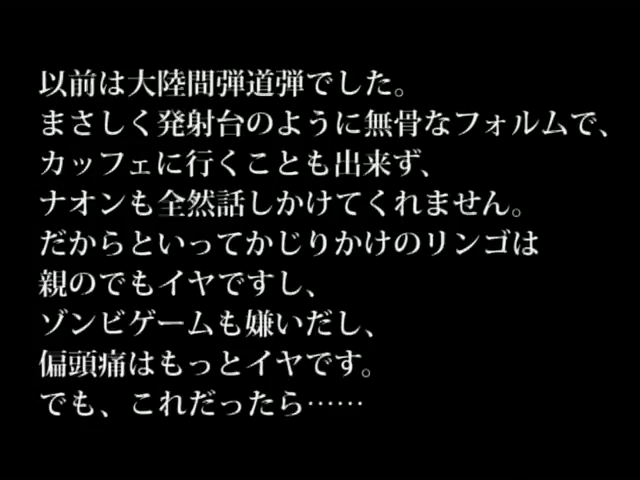 以前は大陸間弾道弾でした。
まさしく発射台のように無骨なフォルムで、
カッフェに行くことも出来ず、
ナオンも全然話しかけてくれません。
だからといってかじりかけのリンゴは
親のでもイヤですし、
ゾンビゲームも嫌いだし、
偏頭痛はもっとイヤです。
でも、これだったら……